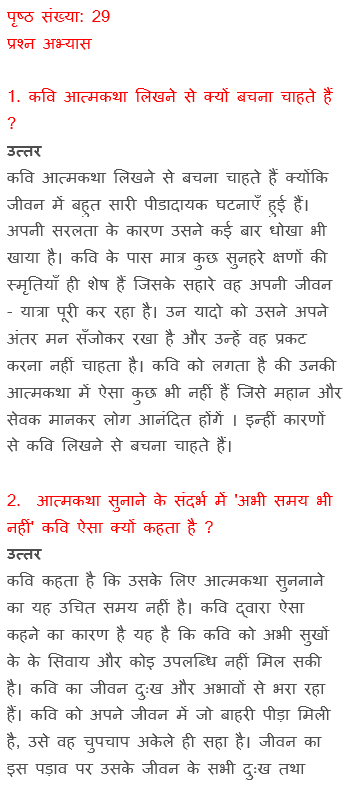 पृष्ठ संख्या: 29
प्रश्न अभ्यास
1. कवि आत्मकथा लिखने से क्यों बचना चाहते हैं
?
उत्तर
कवि आत्मकथा लिखने से बचना चाहते हैं क्योंकि
जीवन में बहुत सारी पीडादायक घटनाएँ हुई हैं।
अपनी सरलता के कारण उसने कई बार धोखा भी
खाया है। कवि के पास मात्र कुछ सुनहरे क्षणों की
स्मृतियाँ ही शेष हैं जिसके सहारे वह अपनी जीवन
- यात्रा पूरी कर रहा है। उन यादो को उसने अपने
अंतर मन सँजोकर रखा है और उन्हें वह प्रकट
करना नहीं चाहता है। कवि को लगता है की उनकी
आत्मकथा में ऐसा कुछ भी नहीं हैं जिसे महान और
सेवक मानकर लोग आनंदित होंगें । इन्हीं कारणों
से कवि लिखने से बचना चाहते हैं।
2. आत्मकथा सुनाने के संदर्भ में 'अभी समय भी
नहीं' कवि ऐसा क्यों कहता है ?
उत्तर
कवि कहता है कि उसके लिए आत्मकथा सुननाने
का यह उचित समय नहीं है। कवि द्वारा ऐसा
कहने का कारण है यह है कि कवि को अभी सुखों
के के सिवाय और कोइ उपलब्धि नहीं मिल सकी
है। कवि का जीवन दुःख और अभावों से भरा रहा
हैं। कवि को अपने जीवन में जो बाहरी पीड़ा मिली
है, उसे वह चुपचाप अकेले ही सहा है। जीवन का
इस पड़ाव पर उसके जीवन के सभी दुःख तथा